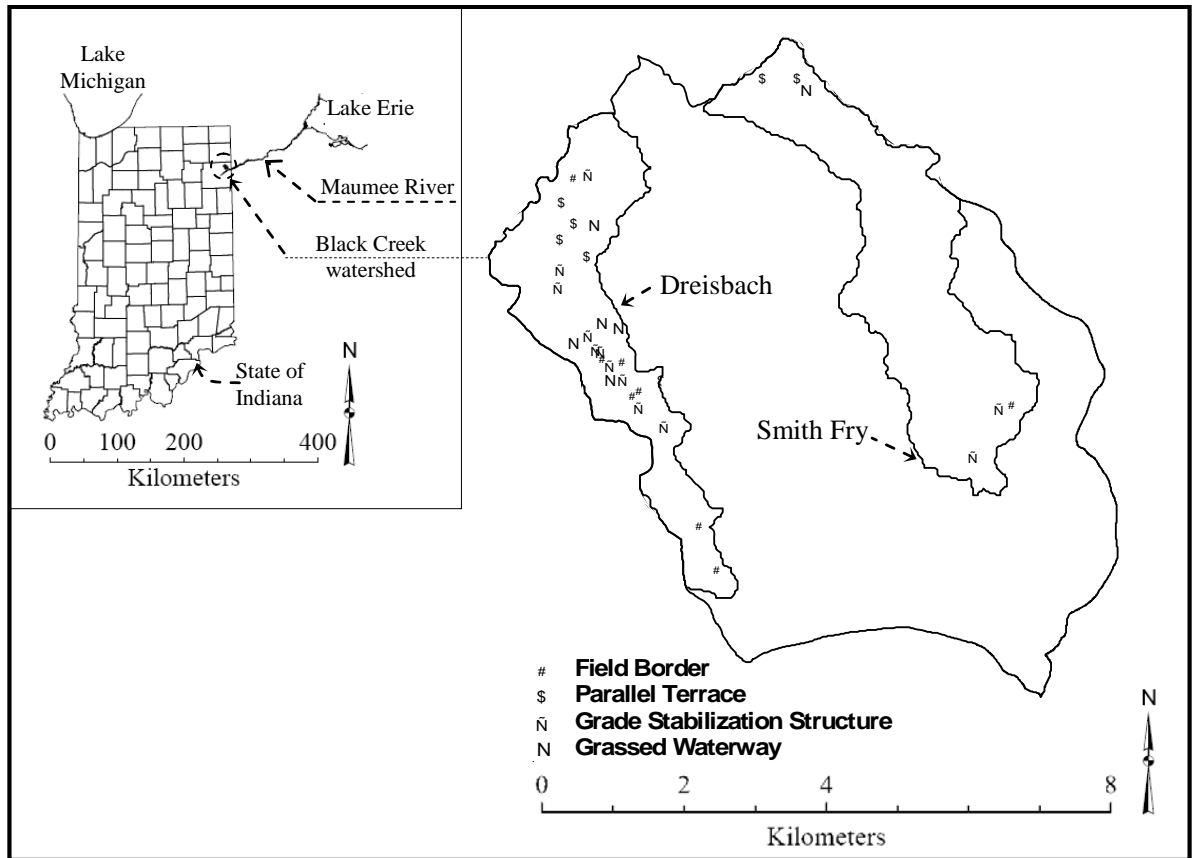 Lake
Michigan
Lake Erie
Maumee River
Black Creek
watershed
State of
Indiana
N
0 100 200 400
Kilometers
$ $
N
# Ñ
$
$ N
$
$
Ñ
Ñ
Dreisbach
N N
Ñ
N
Ñ Ñ
# #
Ñ
N Ñ
# #
Ñ
Ñ
Ñ #
Smith Fry
Ñ
#
#
# Field Border
$ Parallel Terrace
Ñ Grade Stabilization Structure
N Grassed Waterway
N
0 2 4 8
Kilometers